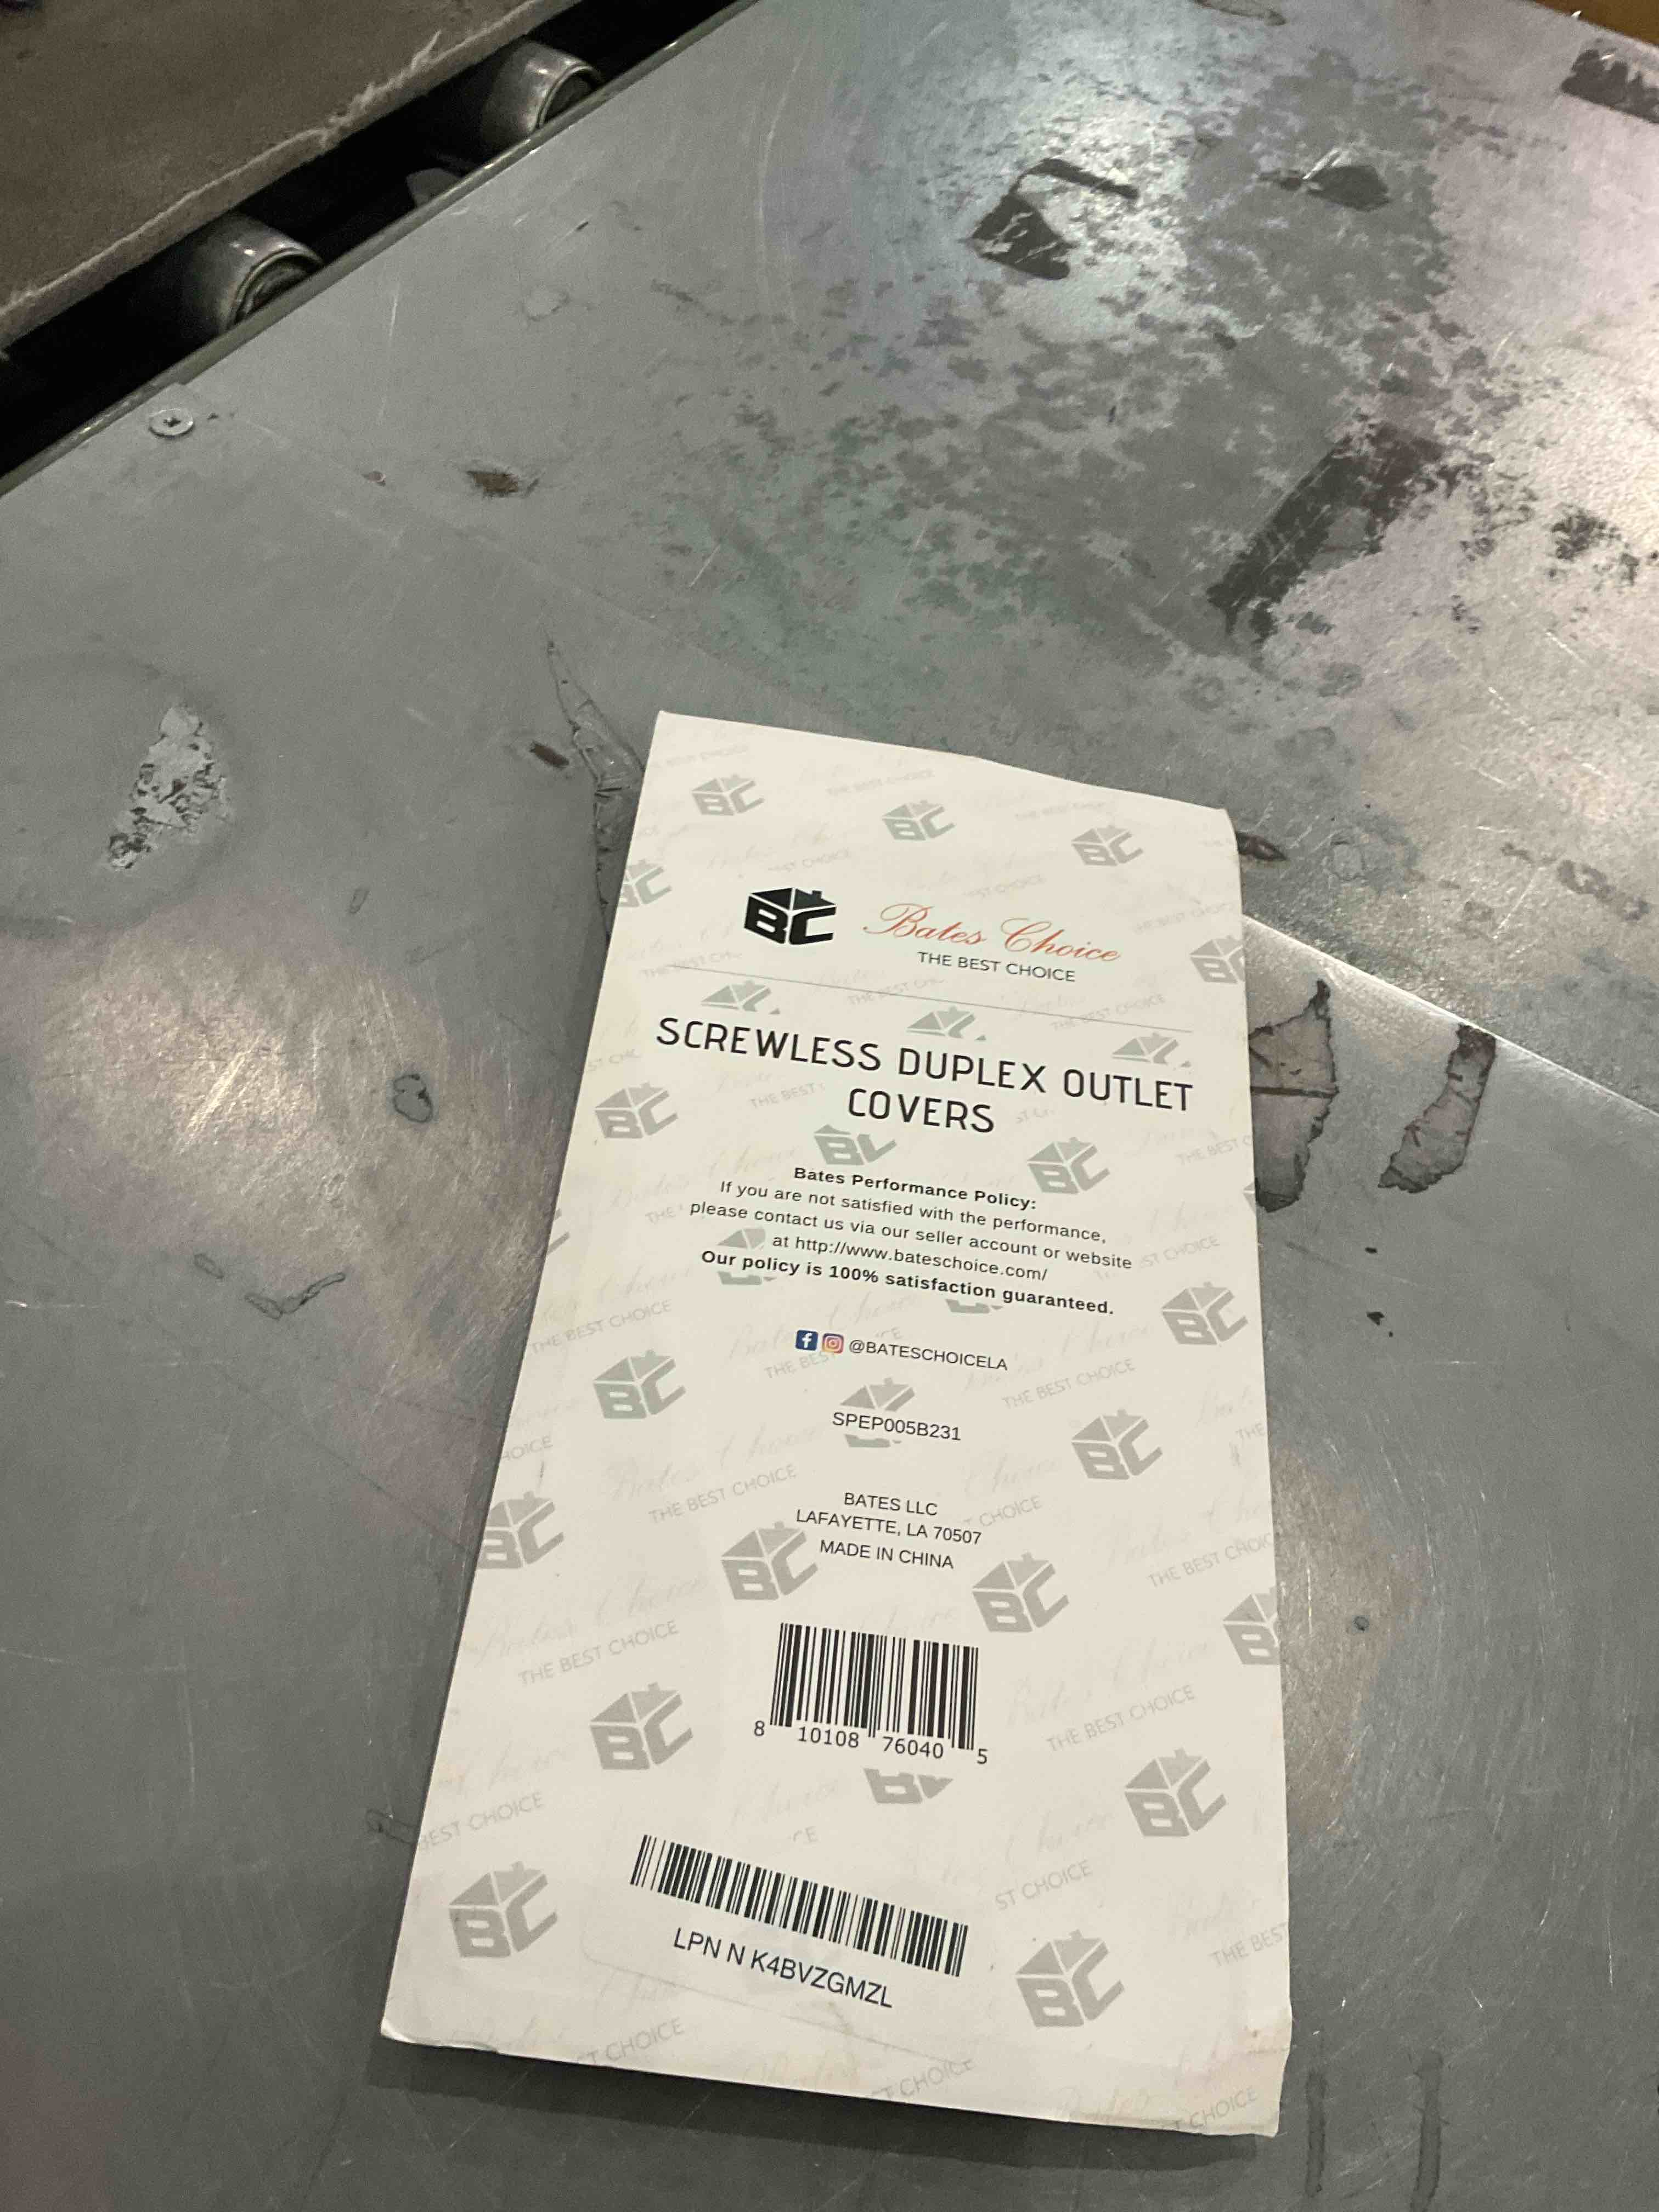 BC Bates Choice
THE BEST CHOICE
SCREWLESS DUPLEX OUTLET
COVERS
Bates Performance Policy:
If you are not satisfied with the performance,
please contact us via our seller account or website
at http://www.bateschoice.com/
Our policy is 100% satisfaction guaranteed.
@BATESCHOICELA
SPEP005B231
BATES LLC
LAFAYETTE, LA 70507
MADE IN CHINA
8 10108 76040 5
LPN N K4BVZGMZL